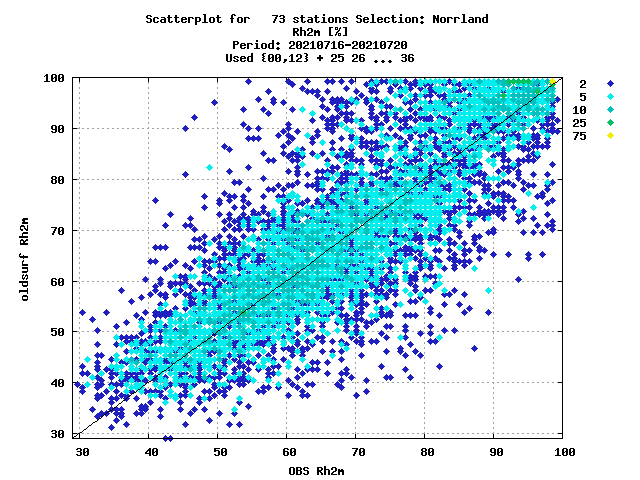 Scatterplot for   73 stations Selection: Norrland
Rh2m [%]
Period: 20210716-20210720
Used {00,12} + 25 26 ... 36
100
90
80
70
60
50
40
30
oldsurf Rh2m
2
5
10
25
75
30 40 50 60 70 80 90 100
OBS Rh2m